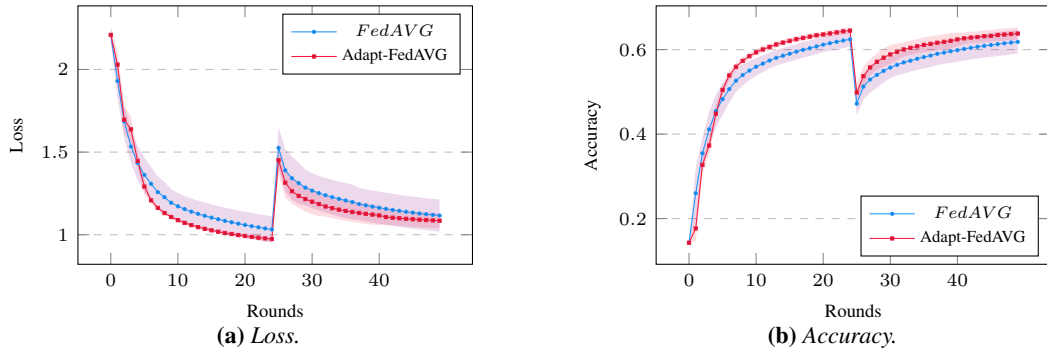 FedAVG
Adapt-FedAVG
2
1.5
1
Loss
0 10 20 30 40
Rounds
(a) Loss.
0.6
0.4
0.2
Accuracy
FedAVG
Adapt-FedAVG
0 10 20 30 40
Rounds
(b) Accuracy.